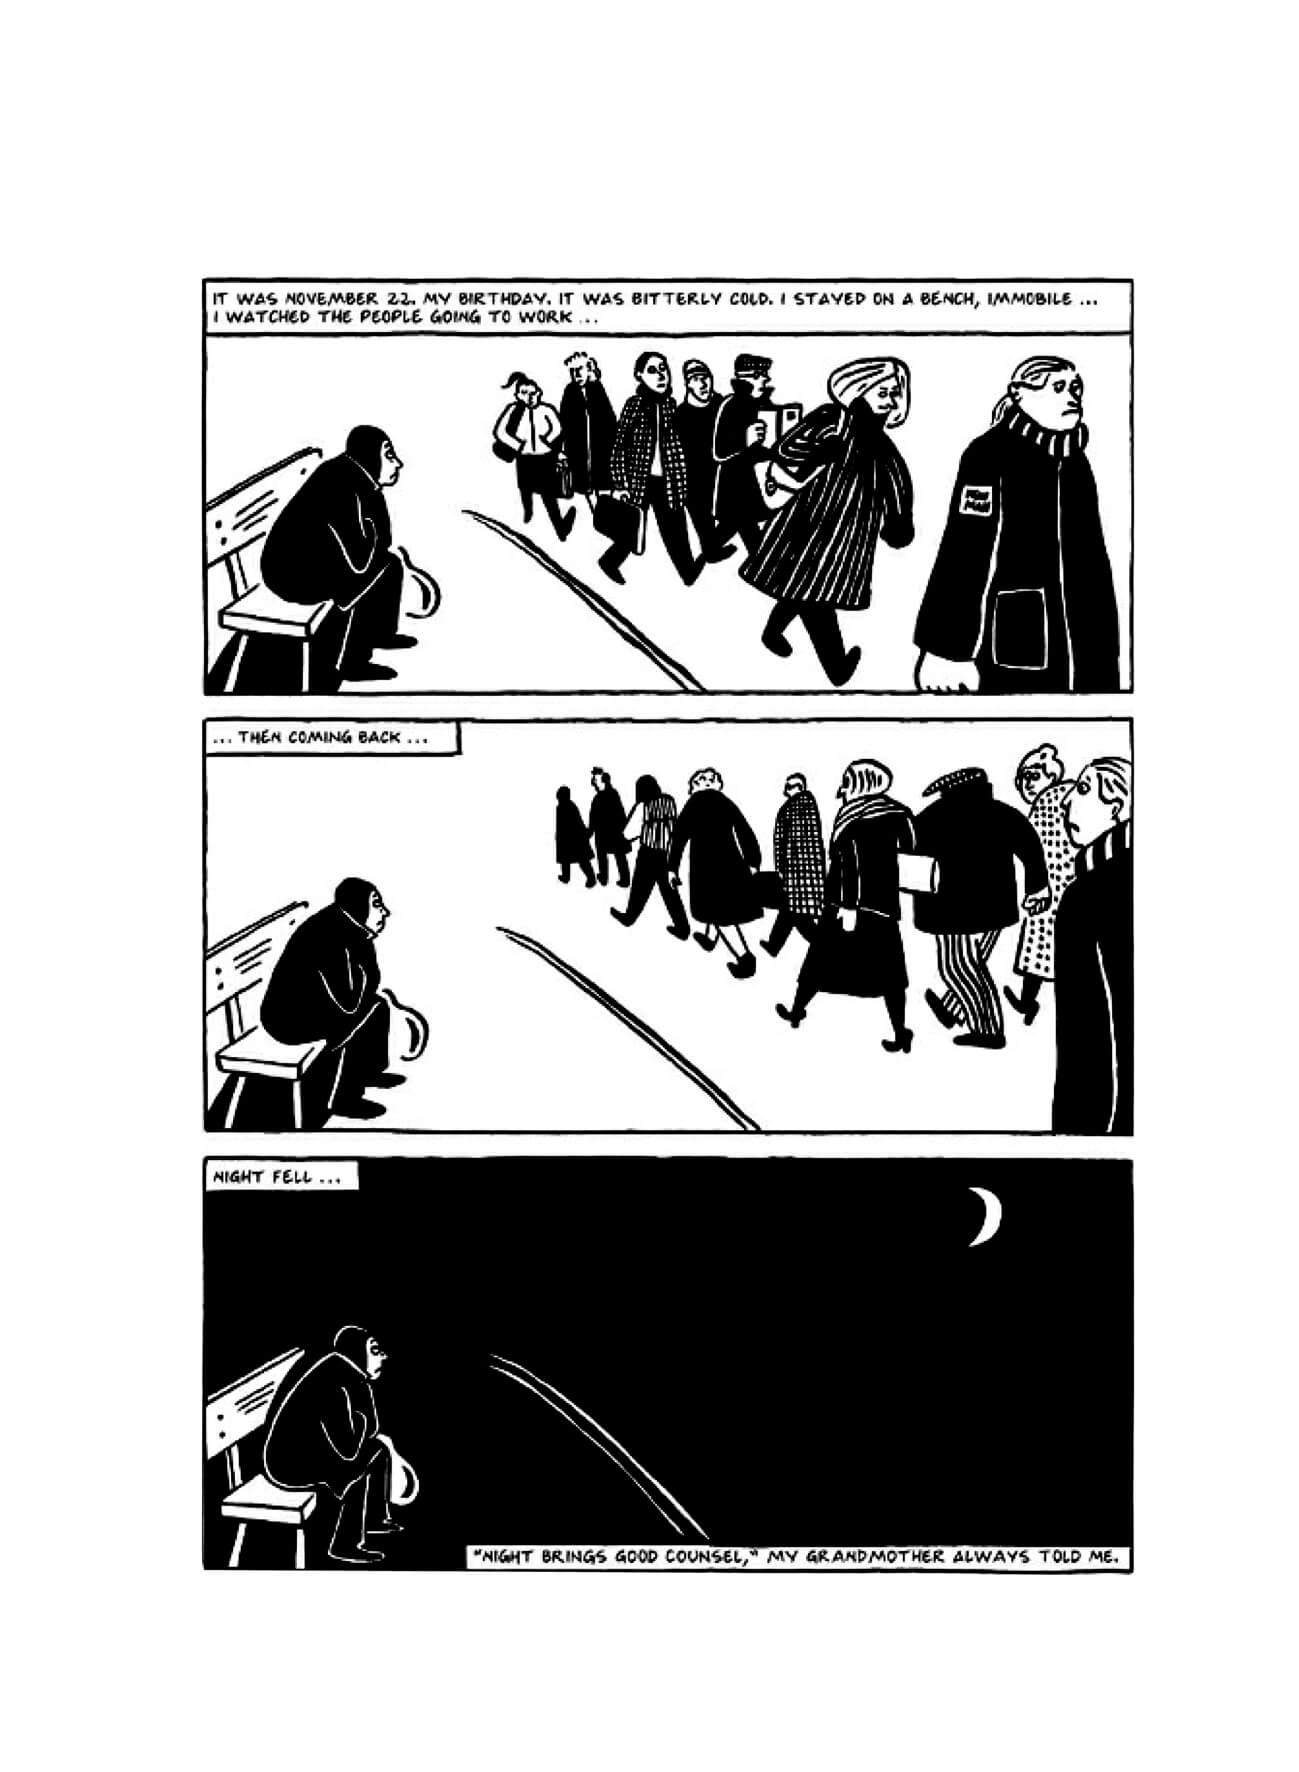 IT WAS NOVEMBER 22. MY BIRTHDAY. IT WAS BITTERLY COLD. I STAYED ON A BENCH, IMMOBILE ...
I WATCHED THE PEOPLE GOING TO WORK ...
... THEN COMING BACK ...
NIGHT FELL ...
"NIGHT BRINGS GOOD COUNSEL," MY GRANDMOTHER ALWAYS TOLD ME.